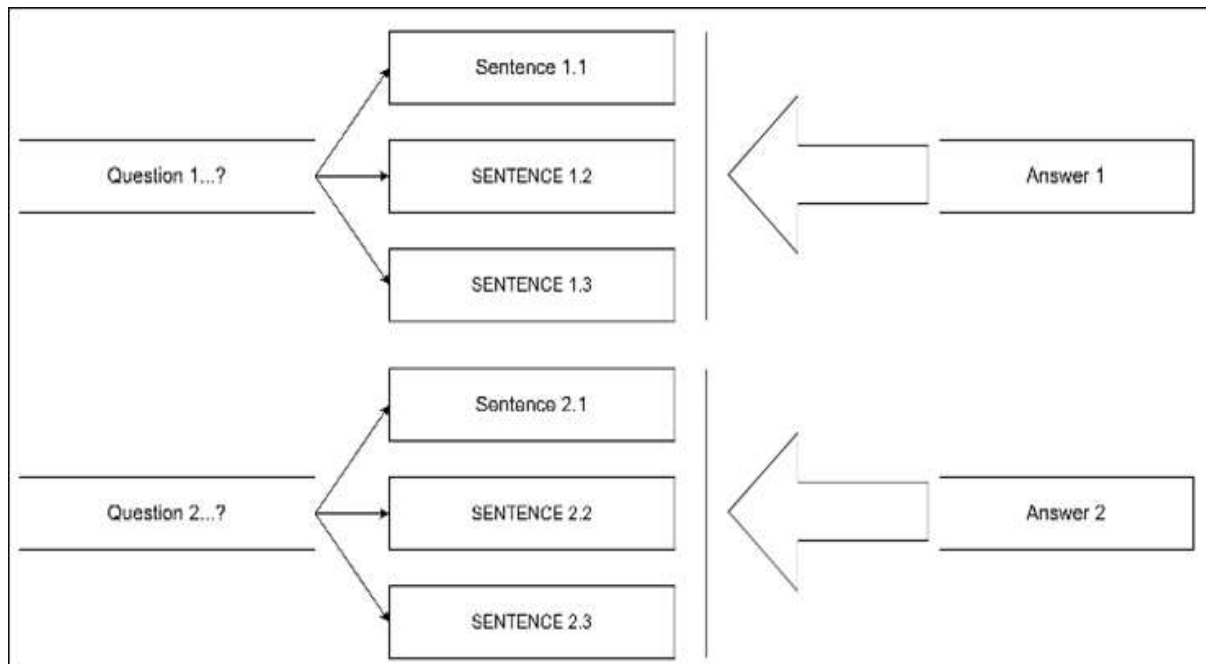 Sentence 1.1
Question 1...?
SENTENCE 1.2
Answer 1
SENTENCE 1.3
Sentence 2.1
Question 2...?
SENTENCE 2.2
Answer 2
SENTENCE 2.3